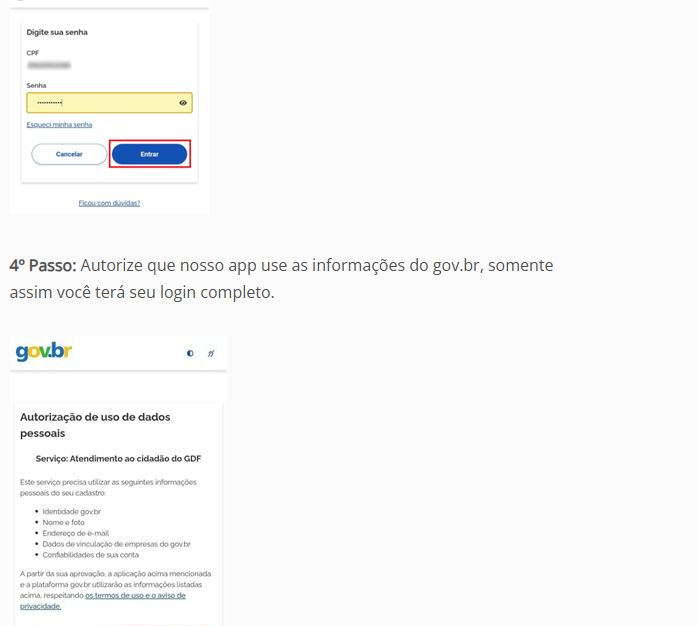 Digite sua senha
CPF
Senha
Esqueci minha senha
Cancelar
Entrar
Ficou com dúvidas?
4º Passo: Autorize que nosso app use as informações do gov.br, somente
assim você terá seu login completo.
gov.br
Autorização de uso de dados
pessoais
Serviço: Atendimento ao cidadão do GDF
Este serviço precisa utilizar as seguintes informações
pessoais do seu cadastro:
Identidade gov.br
Nome e foto
Endereço de e-mail
Dados de vinculação de empresas do gov.br
Confiabilidades de sua conta
A partir da sua aprovação, a aplicação acima mencionada
e a plataforma gov.br utilizarão as informações listadas
acima, respeitando os termos de uso e o aviso de
privacidade.